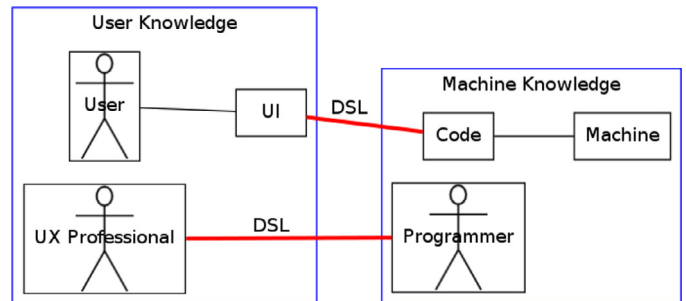 User Knowledge
User
UI
DSL
Machine Knowledge
Code
Machine
UX Professional
DSL
Programmer